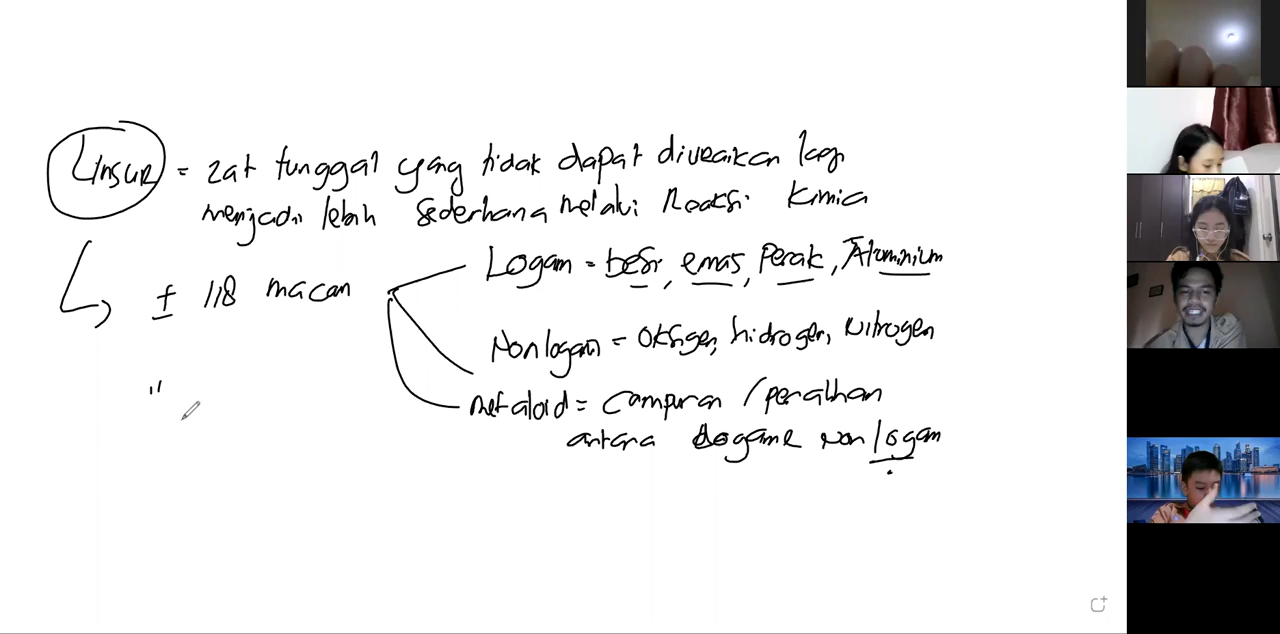 Unsur = zat tunggal yang tidak dapat diuraikan lagi
menjadi lebih sederhana melalui Reaksi Kimia
± 118 macam
Logam = besi, emas, Perak, Aluminium
Nonlogam = Oksigen, hidrogen, Nitrogen
metaloid = Campuran / peralihan
antara logam & non logam
"